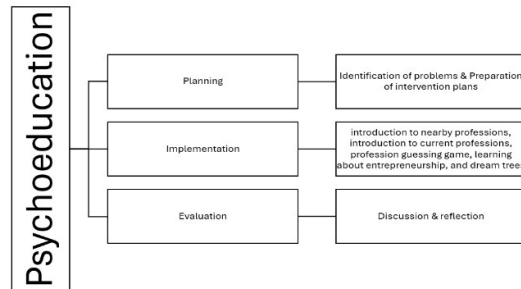 Psychoeducation
Planning
Identification of problems & Preparation
of intervention plans
Implementation
introduction to nearby professions,
introduction to current professions,
profession guessing game, learning
about entrepreneurship, and dream trees
Evaluation
Discussion & reflection